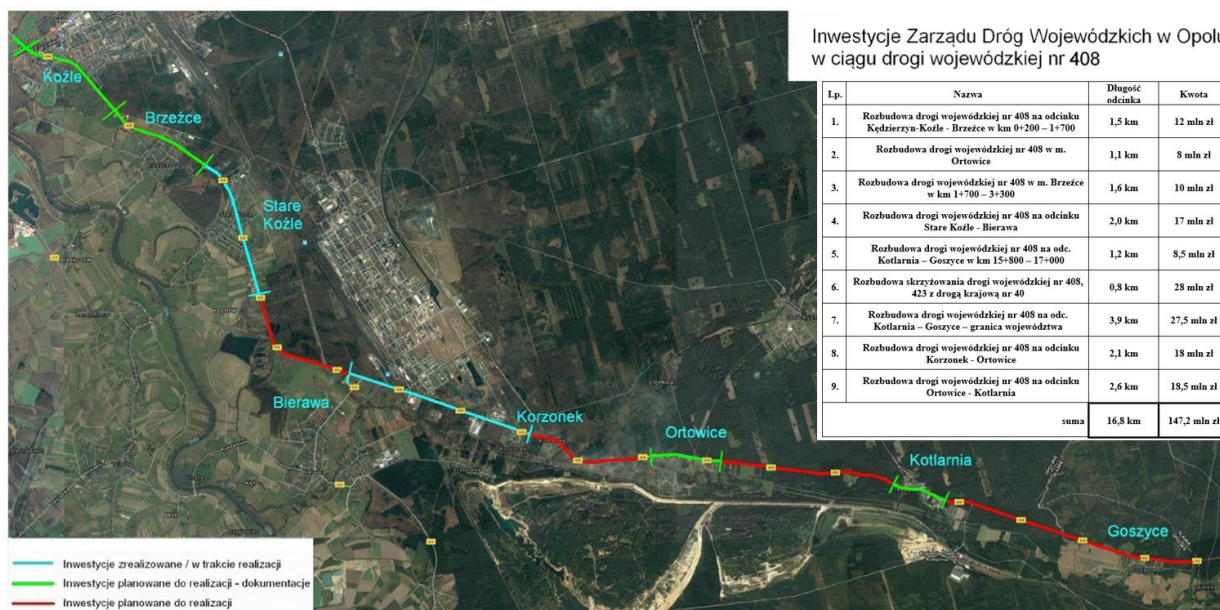 Inwestycje Zarządu Dróg Wojewódzkich w Opolu
w ciągu drogi wojewódzkiej nr 408
Lp. Nazwa Długość odcinka Kwota
1. Rozbudowa drogi wojewódzkiej nr 408 na odcinku
Kędzierzyn-Koźle - Brzeźce w km 0+200 – 1+700 1,5 km 12 mln zł
2. Rozbudowa drogi wojewódzkiej nr 408 w m.
Ortowice 1,1 km 8 mln zł
3. Rozbudowa drogi wojewódzkiej nr 408 w m. Brzeźce
w km 1+700 – 3+300 1,6 km 10 mln zł
4. Rozbudowa drogi wojewódzkiej nr 408 na odcinku
Stare Koźle - Bierawa 2,0 km 17 mln zł
5. Rozbudowa drogi wojewódzkiej nr 408 na odc.
Kotlarnia – Goszyce w km 15+800 – 17+000 1,2 km 8,5 mln zł
6. Rozbudowa skrzyżowania drogi wojewódzkiej nr 408,
423 z drogą krajową nr 40 0,8 km 28 mln zł
7. Rozbudowa drogi wojewódzkiej nr 408 na odc.
Kotlarnia – Goszyce – granica województwa 3,9 km 27,5 mln zł
8. Rozbudowa drogi wojewódzkiej nr 408 na odcinku
Korzonek - Ortowice 2,1 km 18 mln zł
9. Rozbudowa drogi wojewódzkiej nr 408 na odcinku
Ortowice - Kotlarnia 2,6 km 18,5 mln zł
suma 16,8 km 147,2 mln zł
Koźle
Brzeźce
Stare
Koźle
Bierawa
Korzonek
Ortowice
Kotlarnia
Goszyce
Inwestycje zrealizowane / w trakcie realizacji
Inwestycje planowane do realizacji - dokumentacje
Inwestycje planowane do realizacji